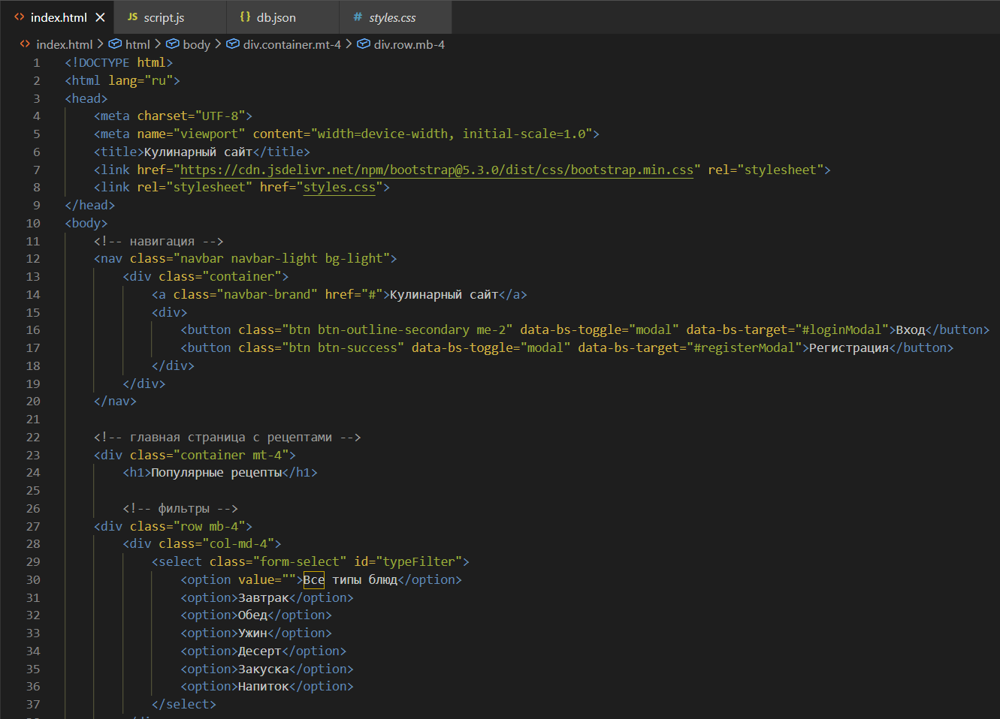 index.html
script.js
db.json
styles.css
index.html > html > body > div.container.mt-4 > div.row.mb-4
1 <!DOCTYPE html>
2 <html lang="ru">
3 <head>
4     <meta charset="UTF-8">
5     <meta name="viewport" content="width=device-width, initial-scale=1.0">
6     <title>Кулинарный сайт</title>
7     <link href="https://cdn.jsdelivr.net/npm/bootstrap@5.3.0/dist/css/bootstrap.min.css" rel="stylesheet">
8     <link rel="stylesheet" href="styles.css">
9 </head>
10 <body>
11     <!-- навигация -->
12     <nav class="navbar navbar-light bg-light">
13         <div class="container">
14             <a class="navbar-brand" href="#">Кулинарный сайт</a>
15             <div>
16                 <button class="btn btn-outline-secondary me-2" data-bs-toggle="modal" data-bs-target="#loginModal">Вход</button>
17                 <button class="btn btn-success" data-bs-toggle="modal" data-bs-target="#registerModal">Регистрация</button>
18             </div>
19         </div>
20     </nav>
21
22     <!-- главная страница с рецептами -->
23     <div class="container mt-4">
24         <h1>Популярные рецепты</h1>
25
26         <!-- фильтры -->
27     <div class="row mb-4">
28         <div class="col-md-4">
29             <select class="form-select" id="typeFilter">
30                 <option value="">Все типы блюд</option>
31                 <option>Завтрак</option>
32                 <option>Обед</option>
33                 <option>Ужин</option>
34                 <option>Десерт</option>
35                 <option>Закуска</option>
36                 <option>Напиток</option>
37             </select>